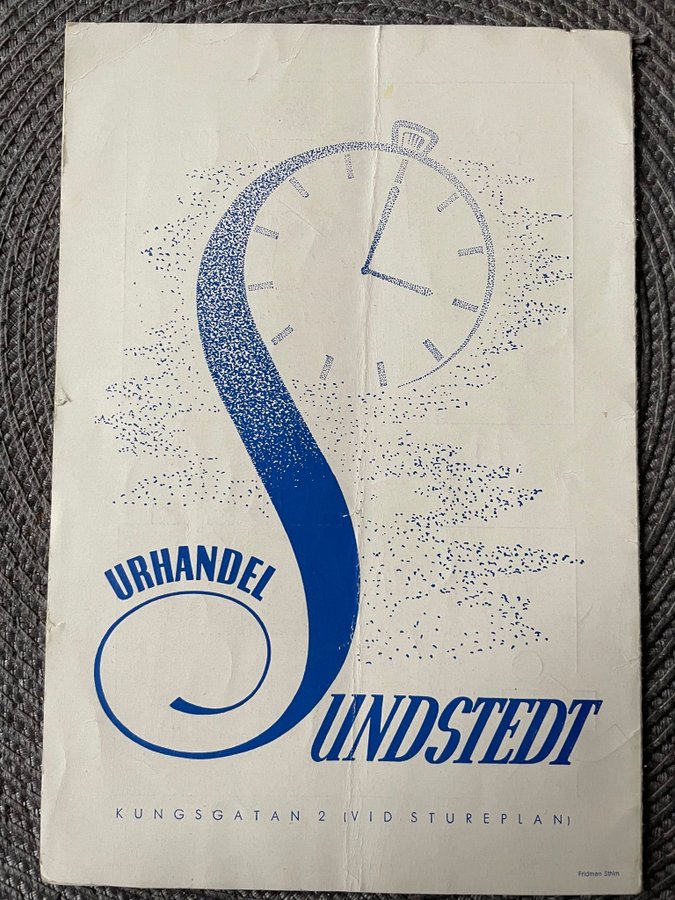 URHANDEL
SUNDSTEDT
KUNGSGATAN 2 (VID STUREPLAN)
Fridman Sthlm